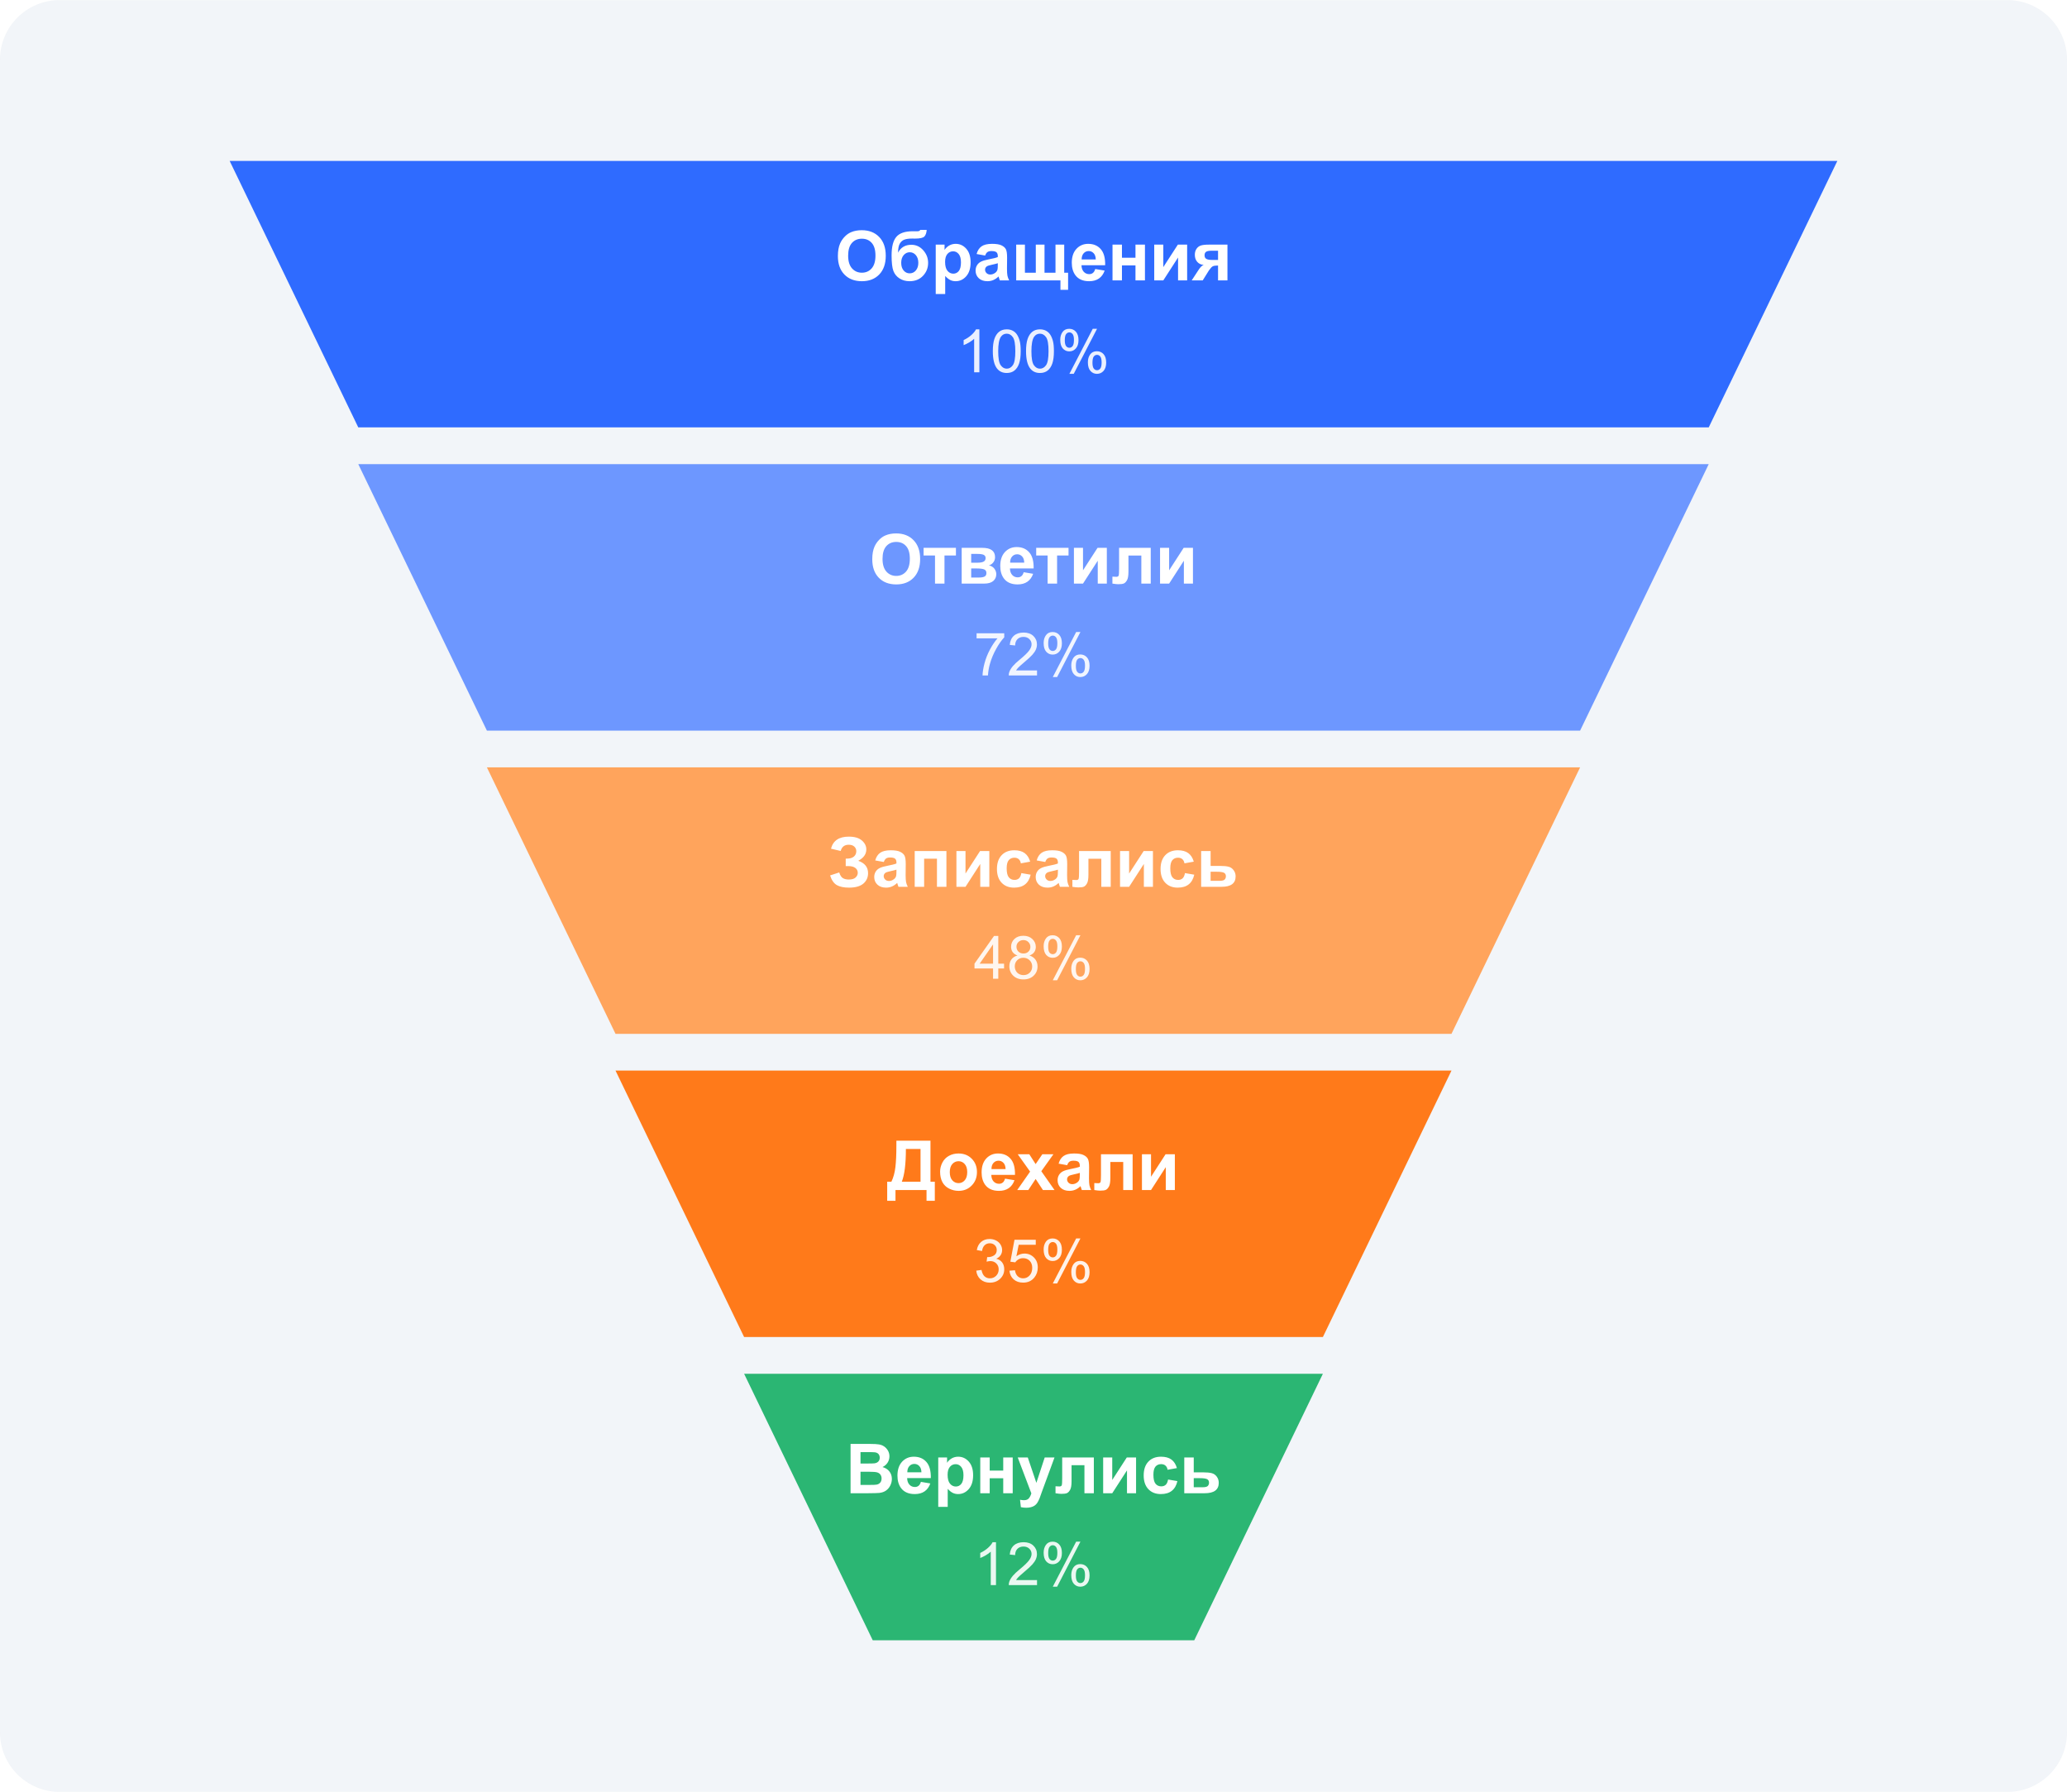 Обращения
100%
Ответили
72%
Записались
48%
Доехали
35%
Вернулись
12%